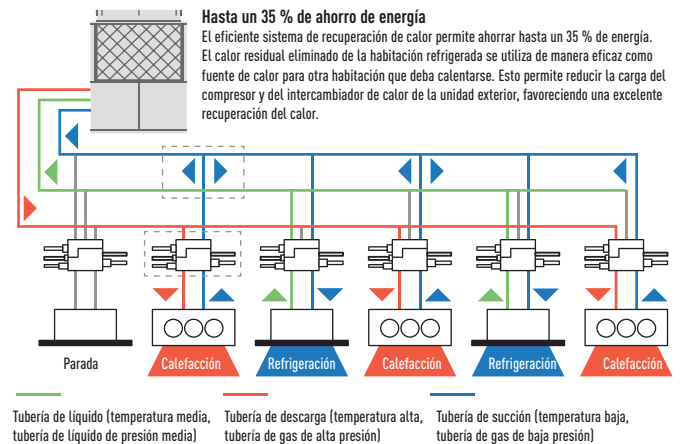 Hasta un 35 % de ahorro de energía
El eficiente sistema de recuperación de calor permite ahorrar hasta un 35 % de energía.
El calor residual eliminado de la habitación refrigerada se utiliza de manera eficaz como
fuente de calor para otra habitación que deba calentarse. Esto permite reducir la carga del
compresor y del intercambiador de calor de la unidad exterior, favoreciendo una excelente
recuperación del calor.
Parada Calefacción Refrigeración Calefacción Refrigeración Calefacción
Tubería de líquido (temperatura media,
tubería de líquido de presión media)
Tubería de descarga (temperatura alta,
tubería de gas de alta presión)
Tubería de succión (temperatura baja,
tubería de gas de baja presión)